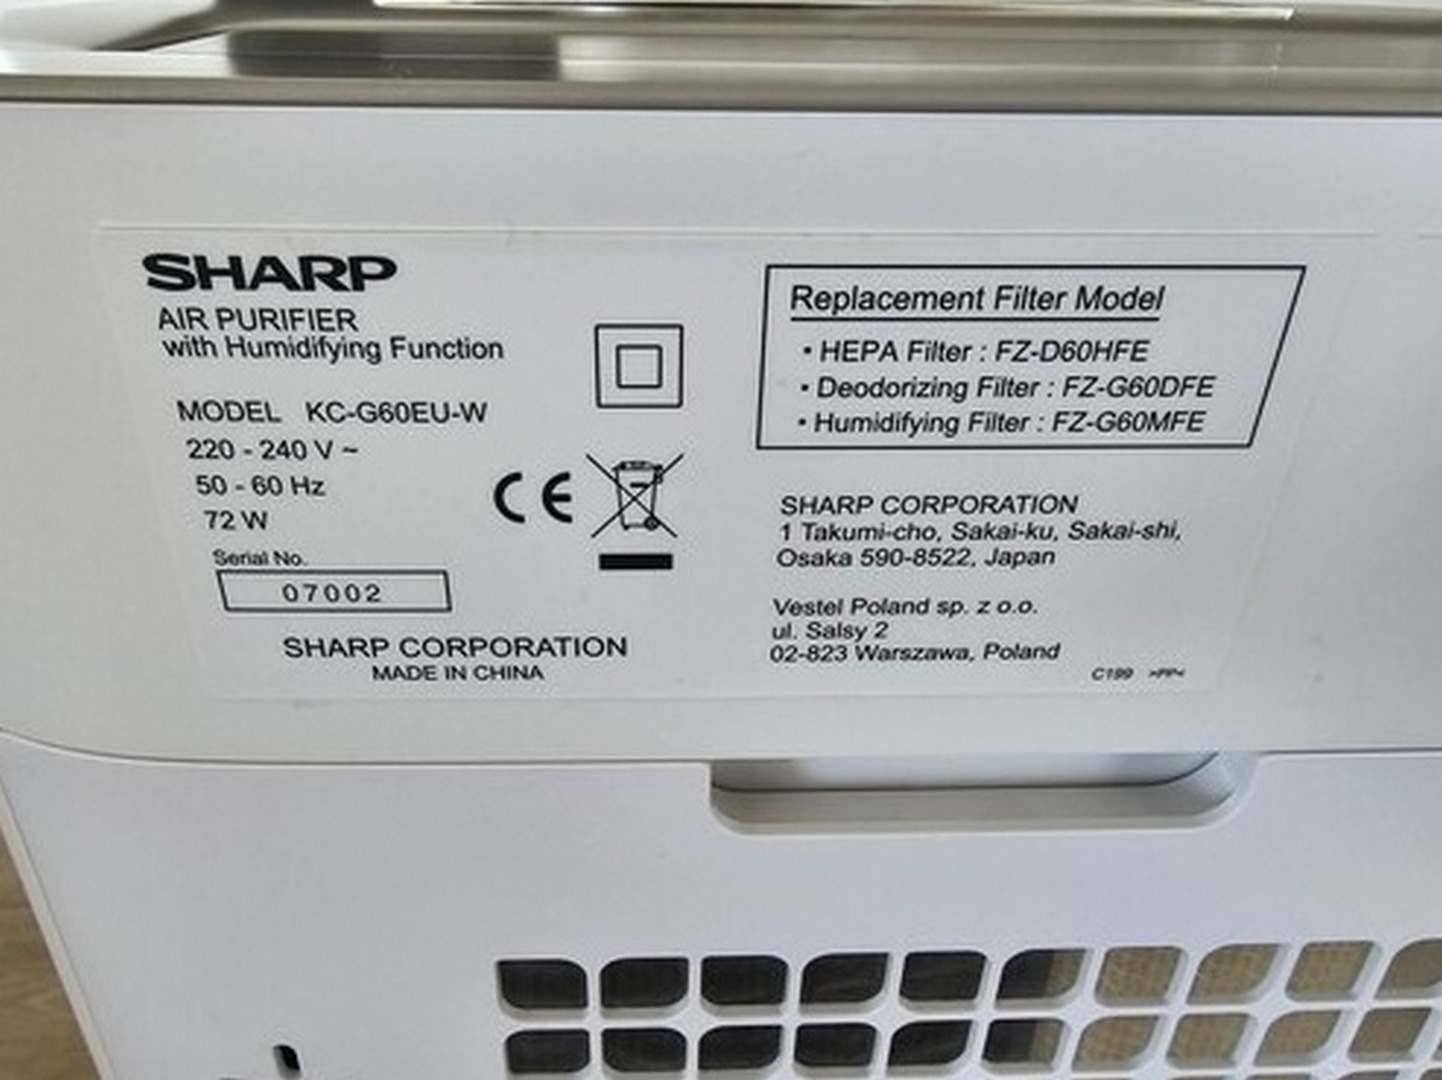 SHARP
AIR PURIFIER
with Humidifying Function
MODEL KC-G60EU-W
220 - 240 V ~
50 - 60 Hz
72 W
Serial No.
07002
SHARP CORPORATION
MADE IN CHINA
CE
Replacement Filter Model
• HEPA Filter : FZ-D60HFE
• Deodorizing Filter : FZ-G60DFE
• Humidifying Filter : FZ-G60MFE
SHARP CORPORATION
1 Takumi-cho, Sakai-ku, Sakai-shi,
Osaka 590-8522, Japan
Vestel Poland sp. z o.o.
ul. Salsy 2
02-823 Warszawa, Poland
C199 >PP<